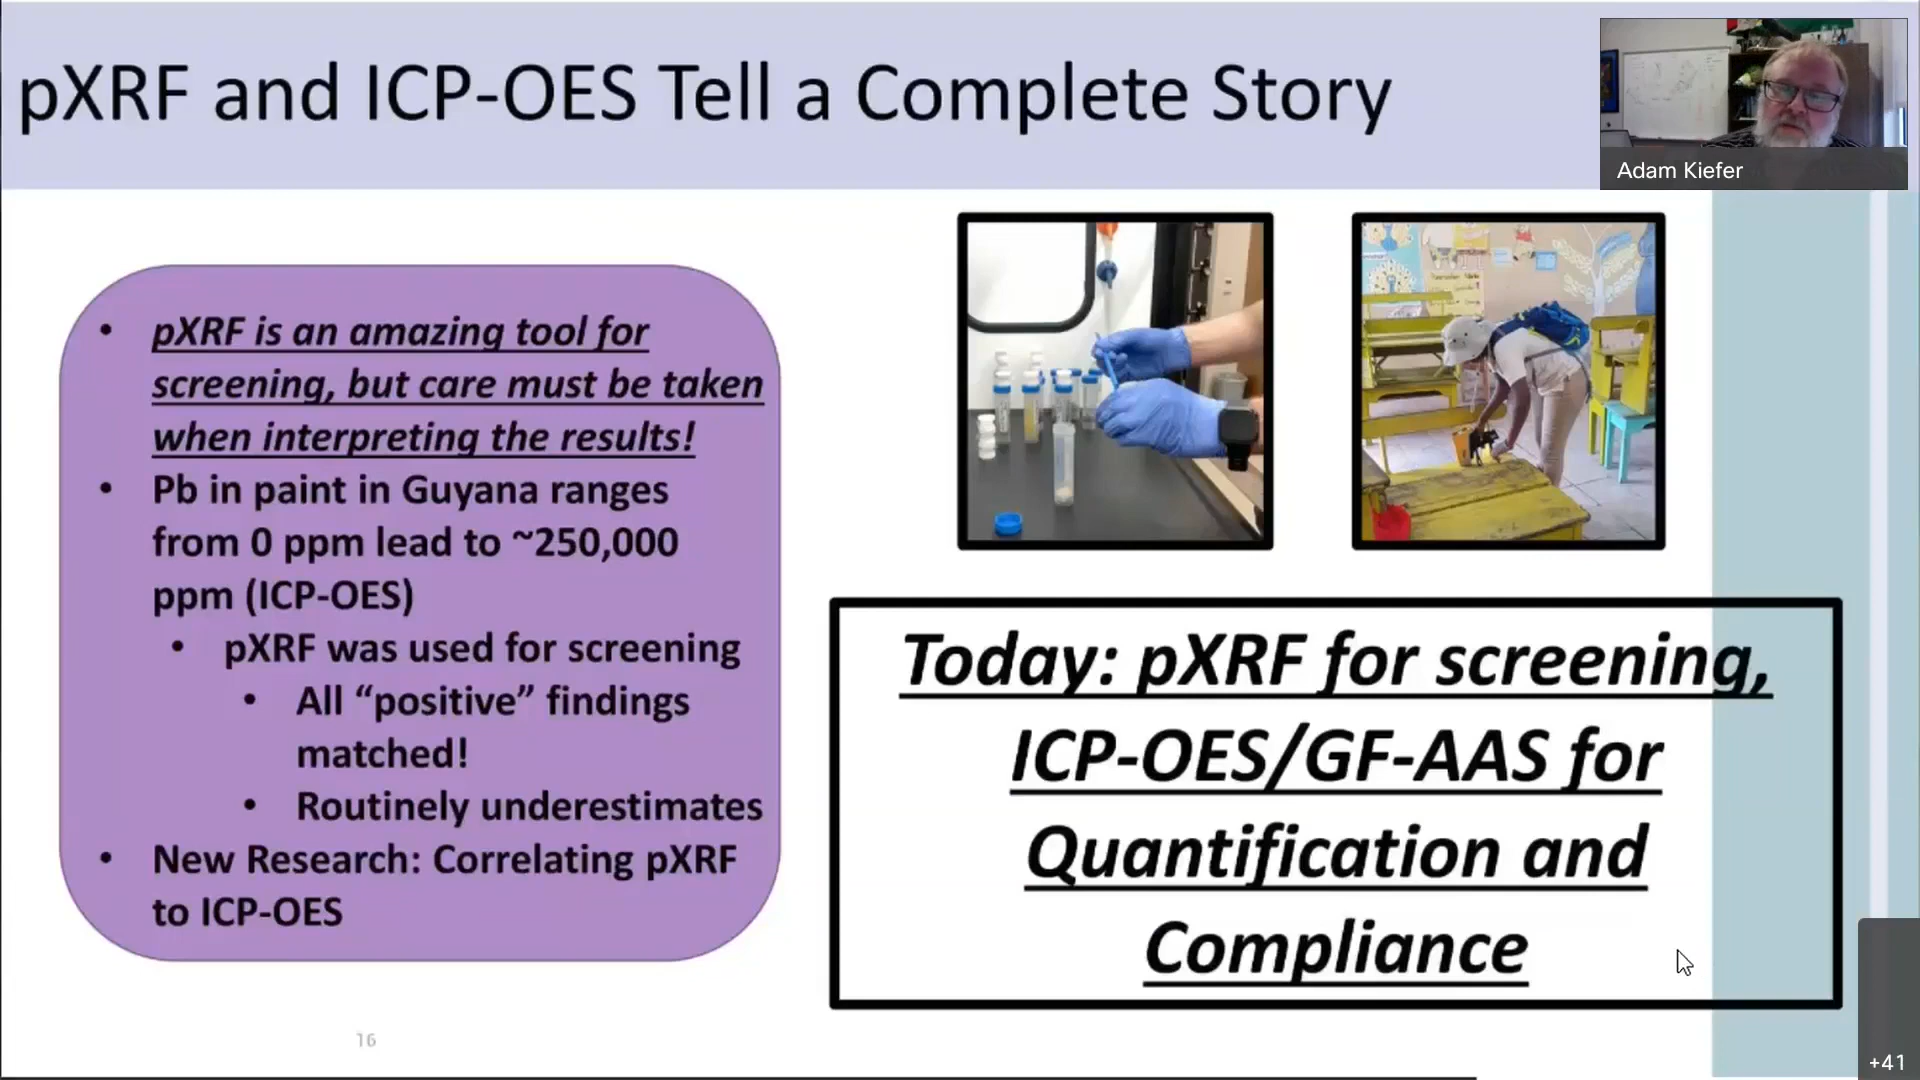 pXRF and ICP-OES Tell a Complete Story
Adam Kiefer
• pXRF is an amazing tool for
screening, but care must be taken
when interpreting the results!
• Pb in paint in Guyana ranges
from 0 ppm lead to ~250,000
ppm (ICP-OES)
• pXRF was used for screening
• All “positive” findings
matched!
• Routinely underestimates
• New Research: Correlating pXRF
to ICP-OES
Today: pXRF for screening,
ICP-OES/GF-AAS for
Quantification and
Compliance
16
+41